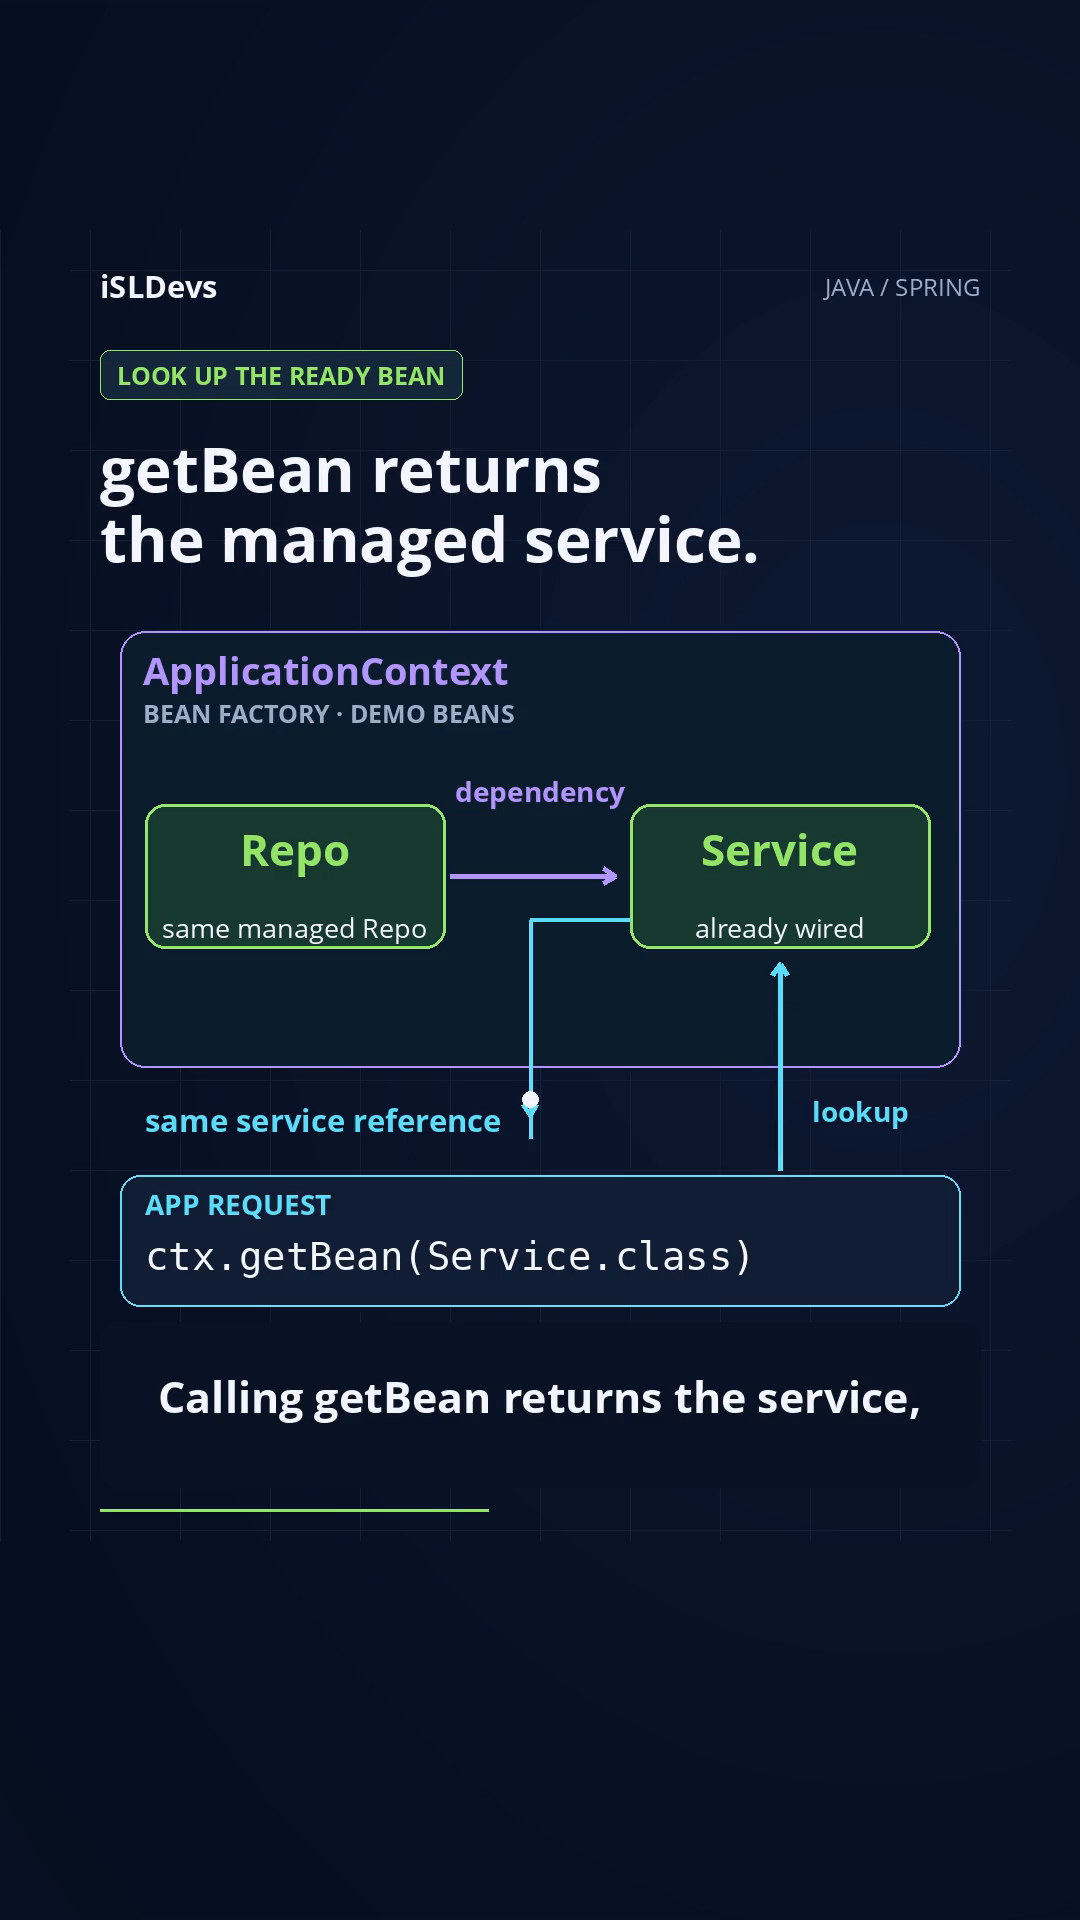 iSLDevs
JAVA / SPRING
LOOK UP THE READY BEAN
getBean returns
the managed service.
ApplicationContext
BEAN FACTORY · DEMO BEANS
dependency
Repo
same managed Repo
Service
already wired
same service reference
lookup
APP REQUEST
ctx.getBean(Service.class)
Calling getBean returns the service,